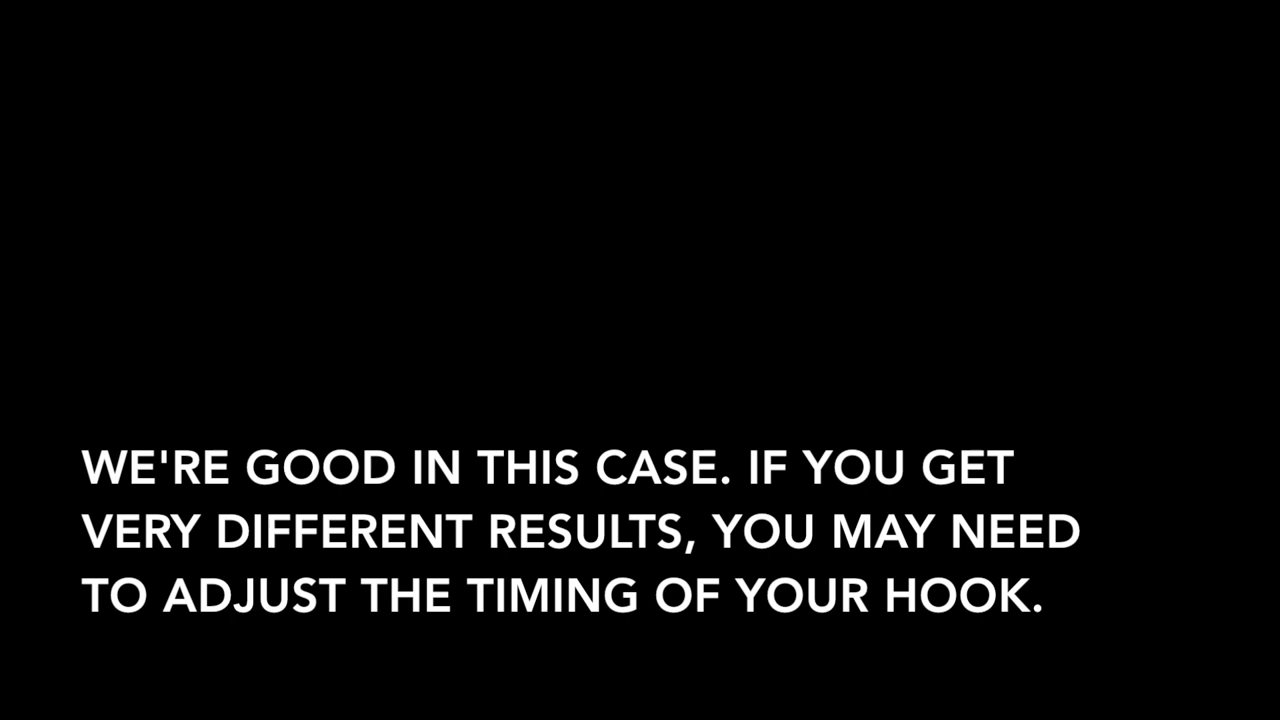 WE'RE GOOD IN THIS CASE. IF YOU GET
VERY DIFFERENT RESULTS, YOU MAY NEED
TO ADJUST THE TIMING OF YOUR HOOK.